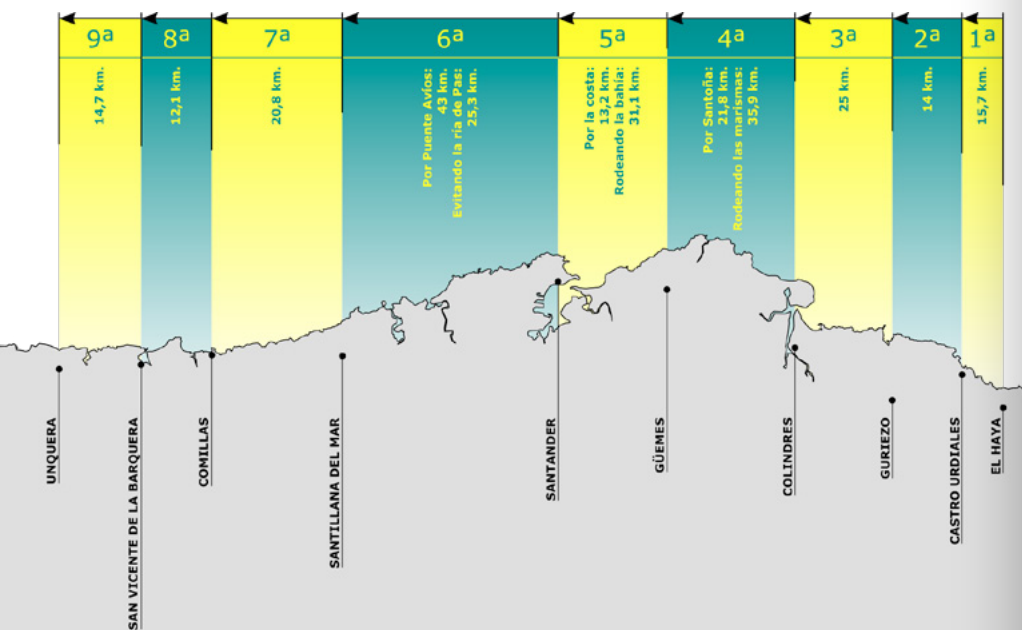 9ª
8ª
7ª
6ª
5ª
4ª
3ª
2ª
1ª
14,7 km.
12,1 km.
20,8 km.
Por Puente Avíos:
43 km.
Evitando la ría de Pas:
25,3 km.
Por la costa:
13,2 km.
Rodeando la bahía:
31,1 km.
Por Santoña:
21,8 km.
Rodeando las marismas:
35,9 km.
25 km.
14 km.
15,7 km.
UNQUERA
SAN VICENTE DE LA BARQUERA
COMILLAS
SANTILLANA DEL MAR
SANTANDER
GÜEMES
COLINDRES
GURIEZO
CASTRO URDIALES
EL HAYA